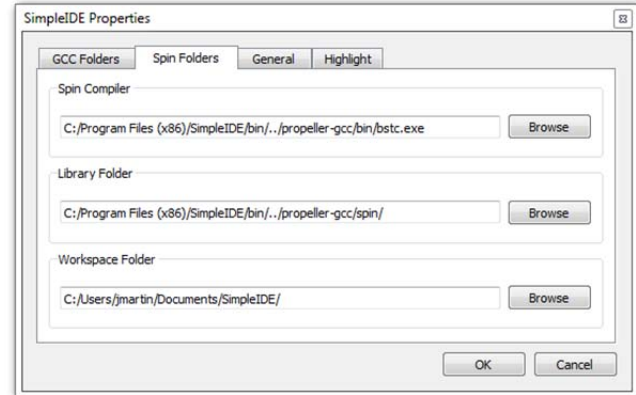 SimpleIDE Properties
GCC Folders Spin Folders General Highlight
Spin Compiler
C:/Program Files (x86)/SimpleIDE/bin/../propeller-gcc/bin/bstc.exe Browse
Library Folder
C:/Program Files (x86)/SimpleIDE/bin/../propeller-gcc/spin/ Browse
Workspace Folder
C:/Users/jmartin/Documents/SimpleIDE/ Browse
OK Cancel